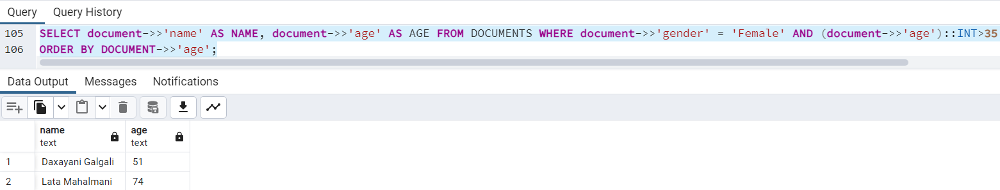 Query Query History
105 SELECT document->>'name' AS NAME, document->>'age' AS AGE FROM DOCUMENTS WHERE document->>'gender' = 'Female' AND (document->>'age')::INT>35
106 ORDER BY DOCUMENT->>'age';
Data Output Messages Notifications
name age
text text
1 Daxayani Galgali 51
2 Lata Mahalmani 74